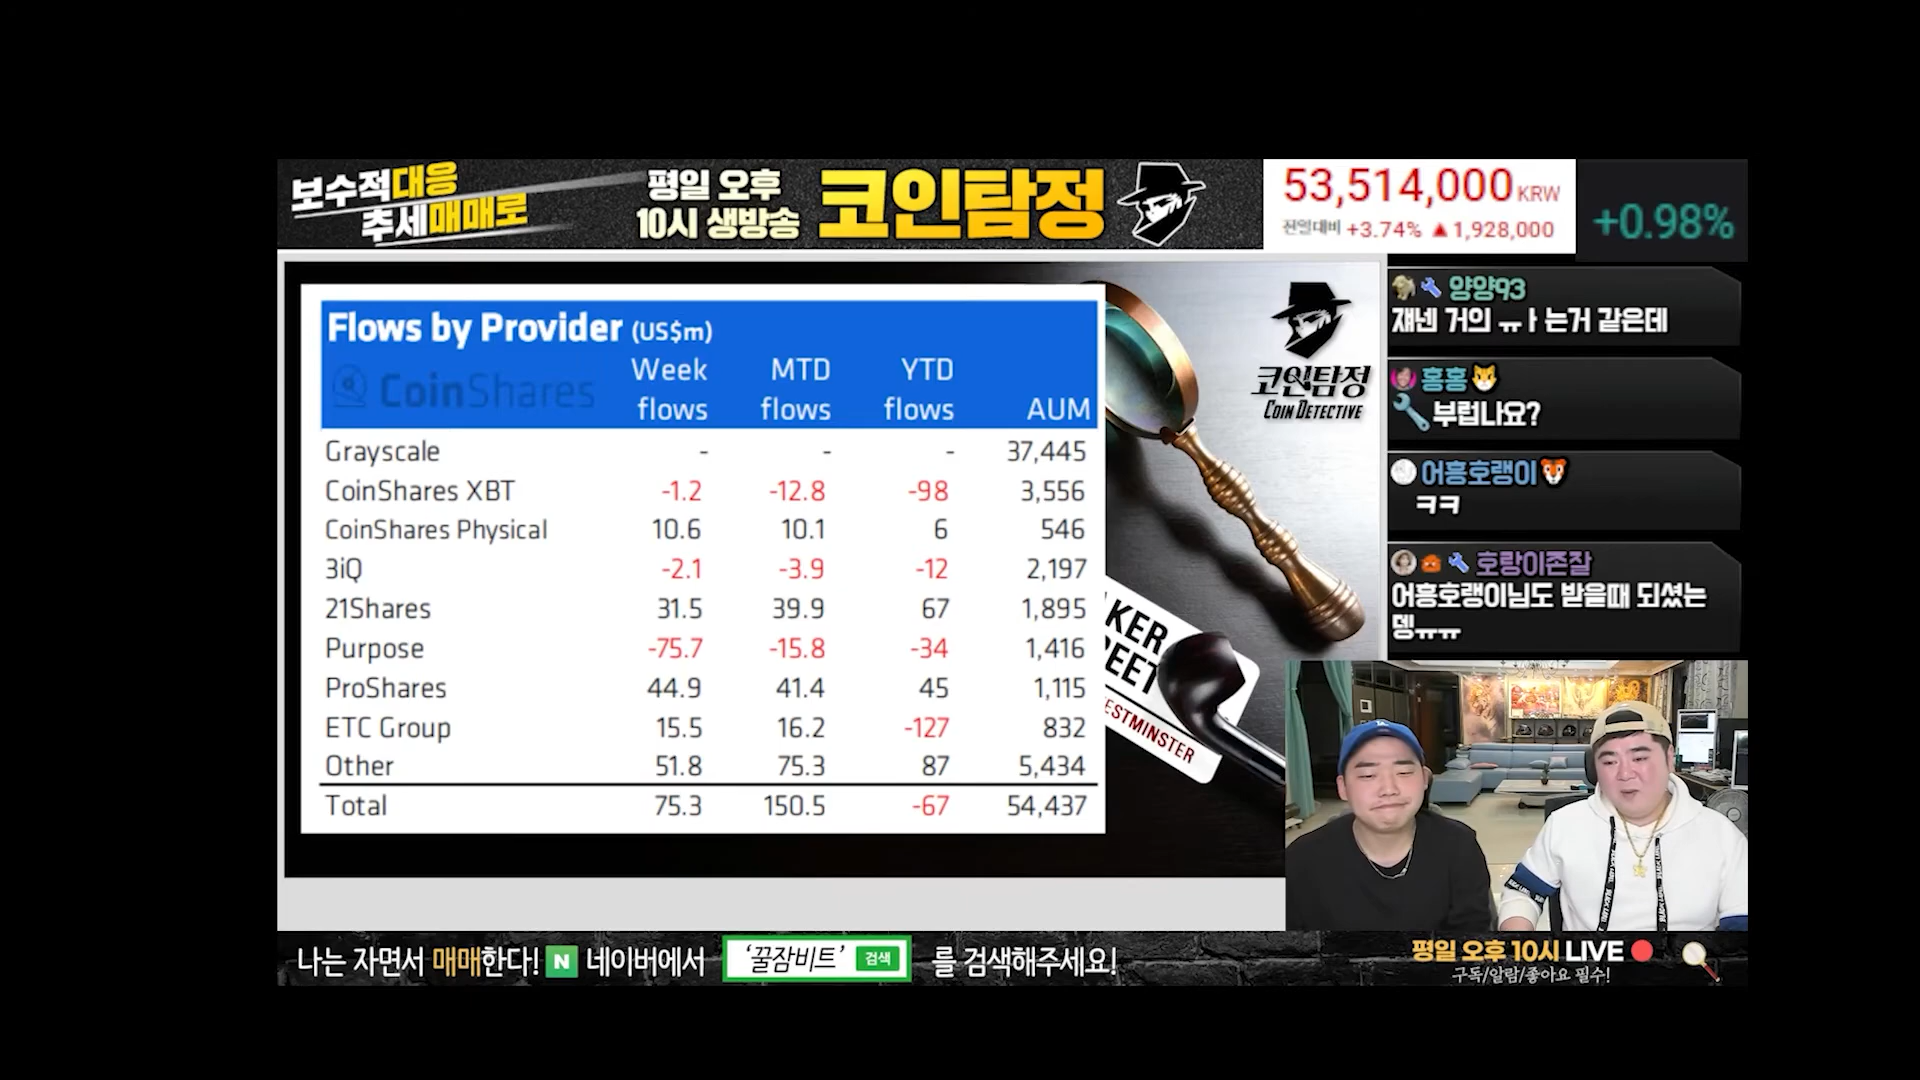 보수적대응
추세매매로
평일 오후
10시 생방송
코인탐정
53,514,000 KRW
전일대비 +3.74% ▲1,928,000
+0.98%
Flows by Provider (US$m)
CoinShares
Week flows MTD flows YTD flows AUM
Grayscale - - - 37,445
CoinShares XBT -1.2 -12.8 -98 3,556
CoinShares Physical 10.6 10.1 6 546
3iQ -2.1 -3.9 -12 2,197
21Shares 31.5 39.9 67 1,895
Purpose -75.7 -15.8 -34 1,416
ProShares 44.9 41.4 45 1,115
ETC Group 15.5 16.2 -127 832
Other 51.8 75.3 87 5,434
Total 75.3 150.5 -67 54,437
코인탐정
COIN DETECTIVE
KER
REET
ESTMINSTER
양양93
쟤넨 거의 ㅠㅏ는거 같은데
홍홍
부럽나요?
어흥호랭이
ㅋㅋ
호랑이존잘
어흥호랭이님도 받을때 되셨는
뎅ㅠㅠ
나는 자면서 매매한다! N 네이버에서 '꿀잠비트' 검색 를 검색해주세요!
평일 오후 10시 LIVE
구독/알람/좋아요 필수!